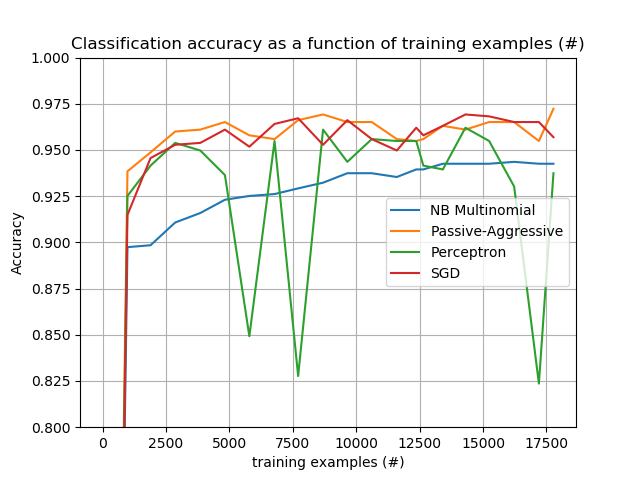 Classification accuracy as a function of training examples (#)
1.000
0.975
0.950
0.925
0.900
0.875
0.850
0.825
0.800
Accuracy
NB Multinomial
Passive-Aggressive
Perceptron
SGD
0 2500 5000 7500 10000 12500 15000 17500
training examples (#)